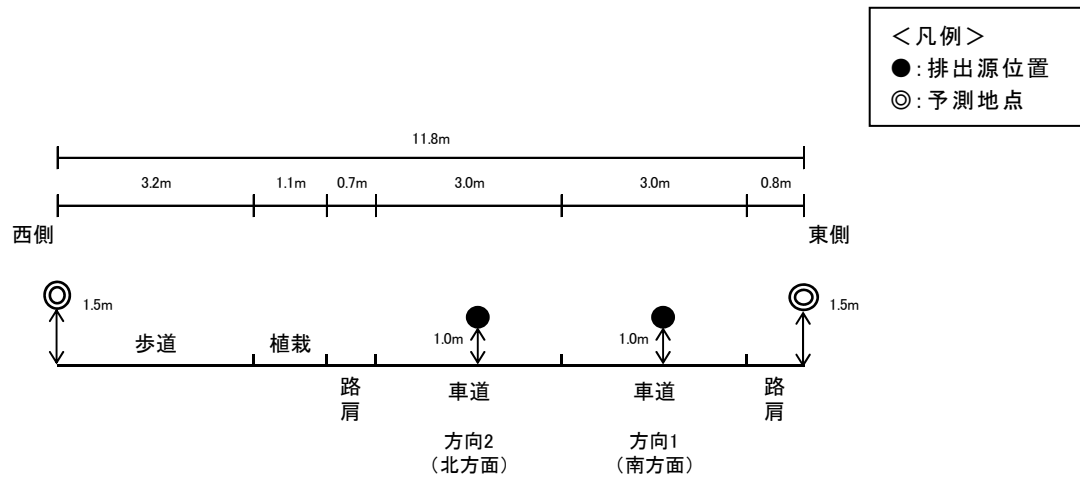 ＜凡例＞
●：排出源位置
◎：予測地点
11.8m
3.2m
1.1m
0.7m
3.0m
3.0m
0.8m
西側
東側
1.5m
1.5m
1.0m
1.0m
歩道
植栽
路肩
車道
車道
路肩
方向2
（北方面）
方向1
（南方面）